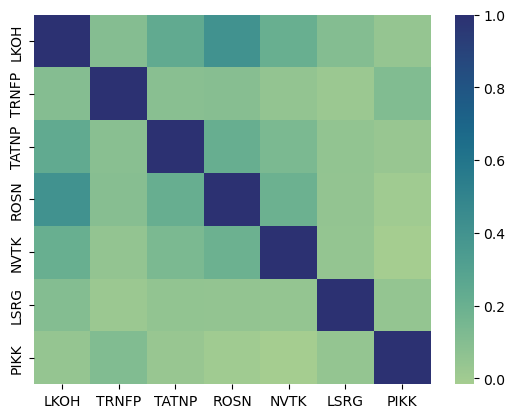 LKOH
TRNFP
TATNP
ROSN
NVTK
LSRG
PIKK
LKOH TRNFP TATNP ROSN NVTK LSRG PIKK
1.0
0.8
0.6
0.4
0.2
0.0